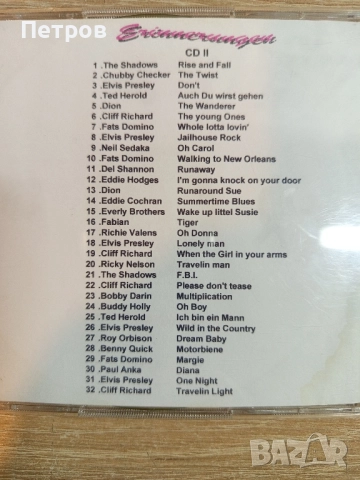 Петров
Erinnerungen
CD II
1 .The Shadows Rise and Fall
2 .Chubby Checker The Twist
3 .Elvis Presley Don't
4 .Ted Herold Auch Du wirst gehen
5 .Dion The Wanderer
6 .Cliff Richard The young Ones
7 .Fats Domino Whole lotta lovin'
8 .Elvis Presley Jailhouse Rock
9 .Neil Sedaka Oh Carol
10 .Fats Domino Walking to New Orleans
11 .Del Shannon Runaway
12 .Eddie Hodges I'm gonna knock on your door
13 .Dion Runaround Sue
14 .Eddie Cochran Summertime Blues
15 .Everly Brothers Wake up littel Susie
16 .Fabian Tiger
17 .Richie Valens Oh Donna
18 .Elvis Presley Lonely man
19 .Cliff Richard When the Girl in your arms
20 .Ricky Nelson Travelin man
21 .The Shadows F.B.I.
22 .Cliff Richard Please don't tease
23 .Bobby Darin Multiplication
24 .Buddy Holly Oh Boy
25 .Ted Herold Ich bin ein Mann
26 .Elvis Presley Wild in the Country
27 .Roy Orbison Dream Baby
28 .Benny Quick Motorbiene
29 .Fats Domino Margie
30 .Paul Anka Diana
31 .Elvis Presley One Night
32 .Cliff Richard Travelin Light
BAZAR
bg